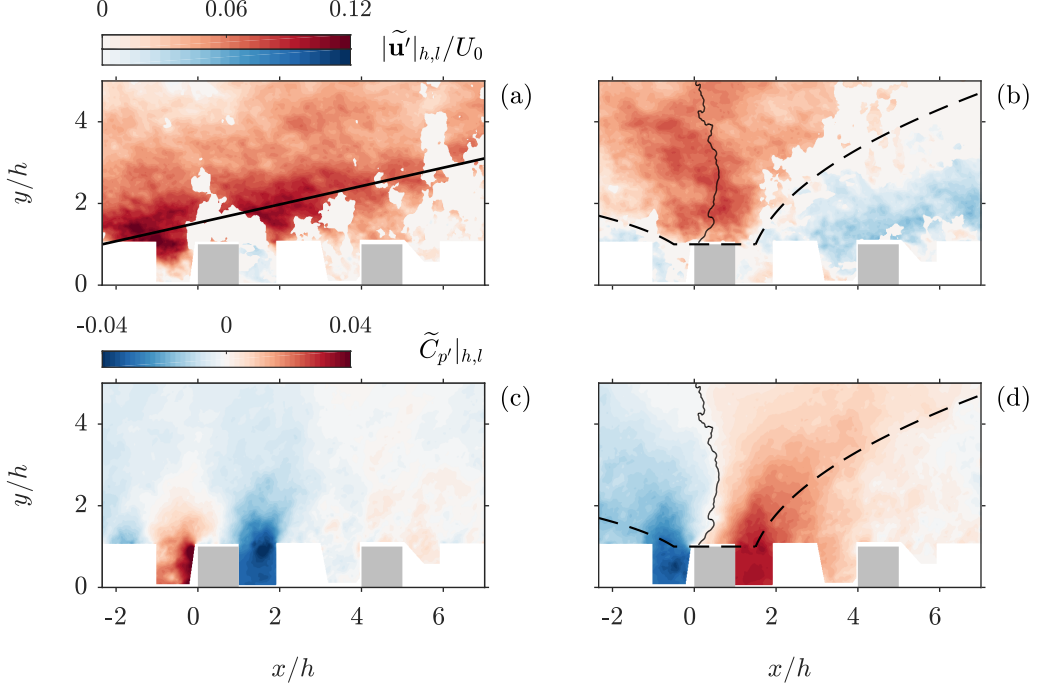 0 0.06 0.12
|ũ′|_{h,l}/U_0
(a) (b)
4
y/h
2
0
-0.04 0 0.04
C̃_{p′}|_{h,l}
(c) (d)
4
y/h
2
0
-2 0 2 4 6 -2 0 2 4 6
x/h x/h